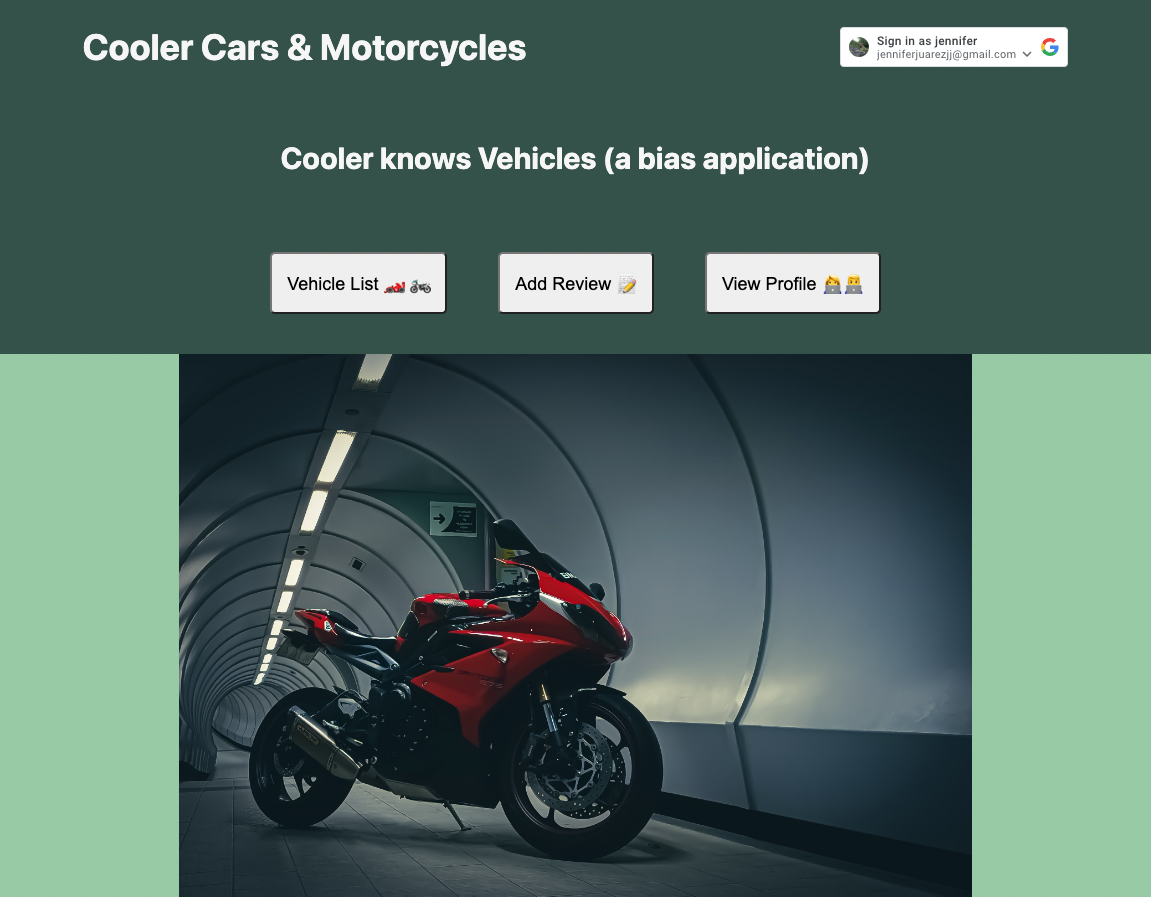 Cooler Cars & Motorcycles
Sign in as jennifer
jenniferjuarezjj@gmail.com
Cooler knows Vehicles (a bias application)
Vehicle List 🏎️🏍️
Add Review 📝
View Profile 🙋👨‍💻